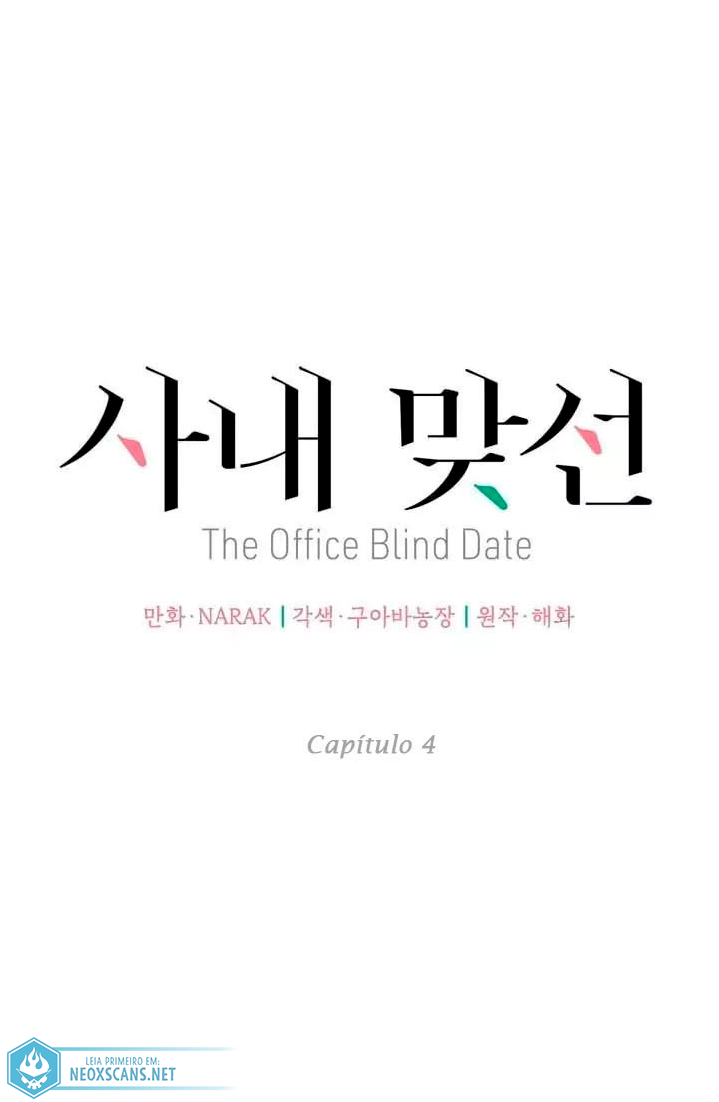 사내 맞선
The Office Blind Date
만화·NARAK | 각색·구아바농장 | 원작·해화
Capítulo 4
LEIA PRIMEIRO EM:
NEOXSCANS.NET